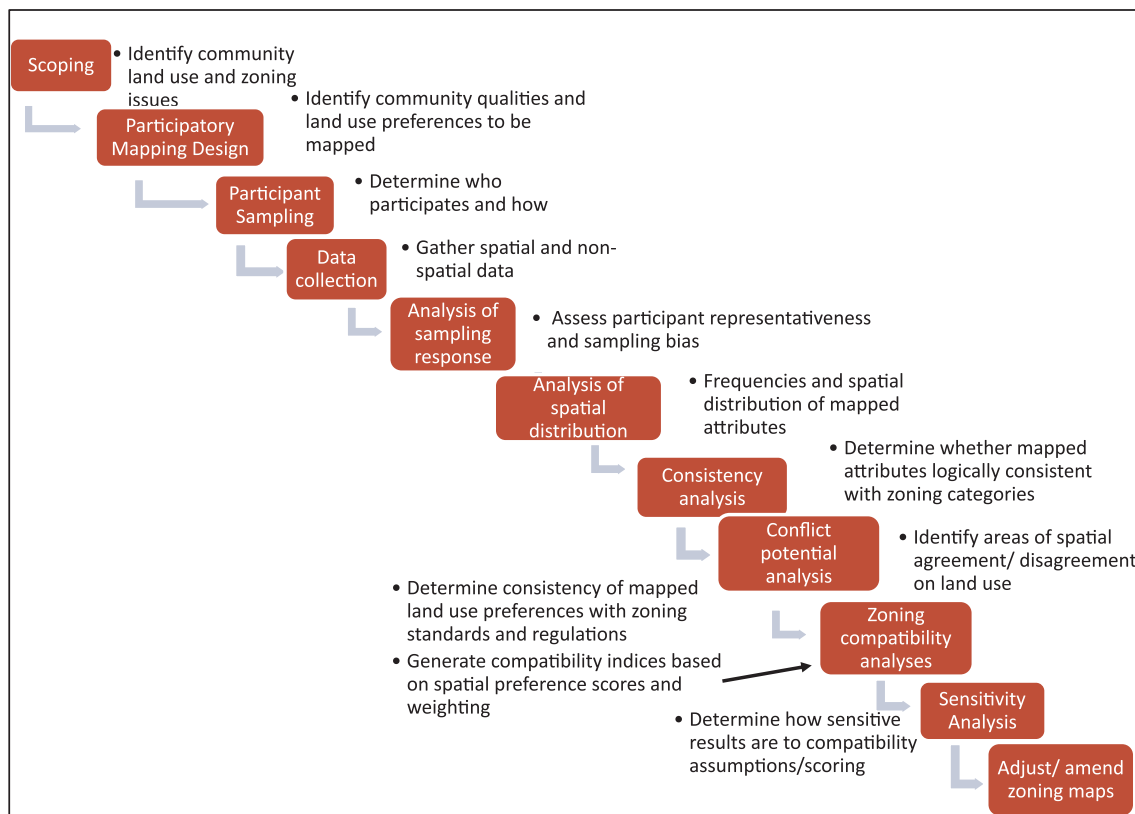 Scoping
• Identify community
land use and zoning
issues
Participatory
Mapping Design
• Identify community qualities and
land use preferences to be
mapped
Participant
Sampling
• Determine who
participates and how
Data
collection
• Gather spatial and non-
spatial data
Analysis of
sampling
response
• Assess participant representativeness
and sampling bias
Analysis of
spatial
distribution
• Frequencies and spatial
distribution of mapped
attributes
Consistency
analysis
• Determine whether mapped
attributes logically consistent
with zoning categories
Conflict
potential
analysis
• Identify areas of spatial
agreement/ disagreement
on land use
• Determine consistency of mapped
land use preferences with zoning
standards and regulations
• Generate compatibility indices based
on spatial preference scores and
weighting
Zoning
compatibility
analyses
Sensitivity
Analysis
• Determine how sensitive
results are to compatibility
assumptions/scoring
Adjust/ amend
zoning maps